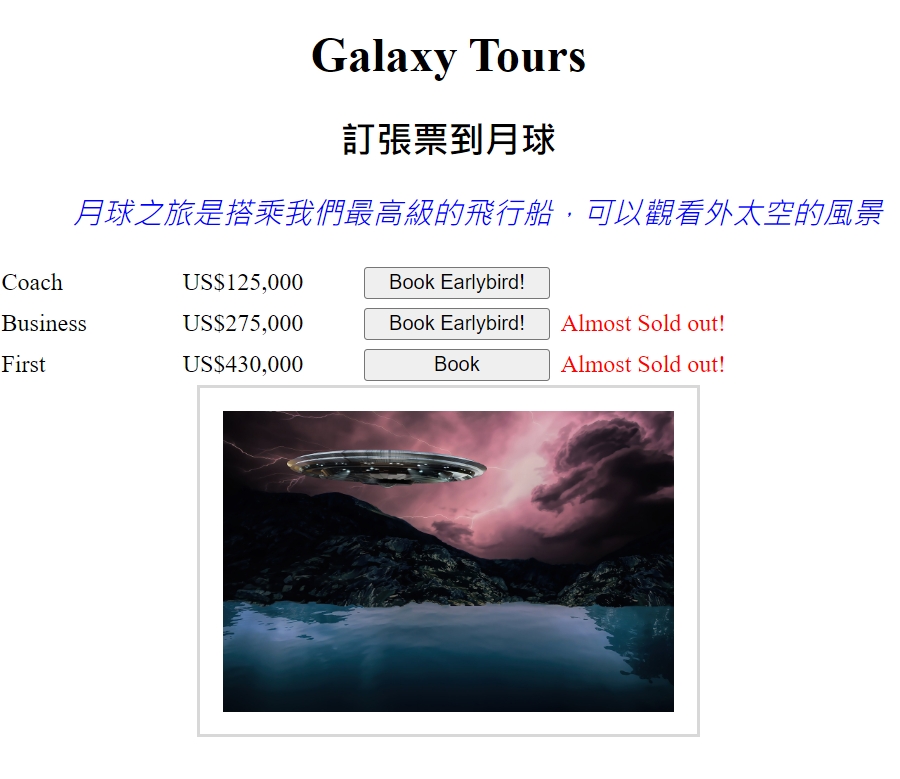 Galaxy Tours
訂張票到月球
月球之旅是搭乘我們最高級的飛行船，可以觀看外太空的風景
Coach US$125,000 Book Earlybird!
Business US$275,000 Book Earlybird! Almost Sold out!
First US$430,000 Book Almost Sold out!